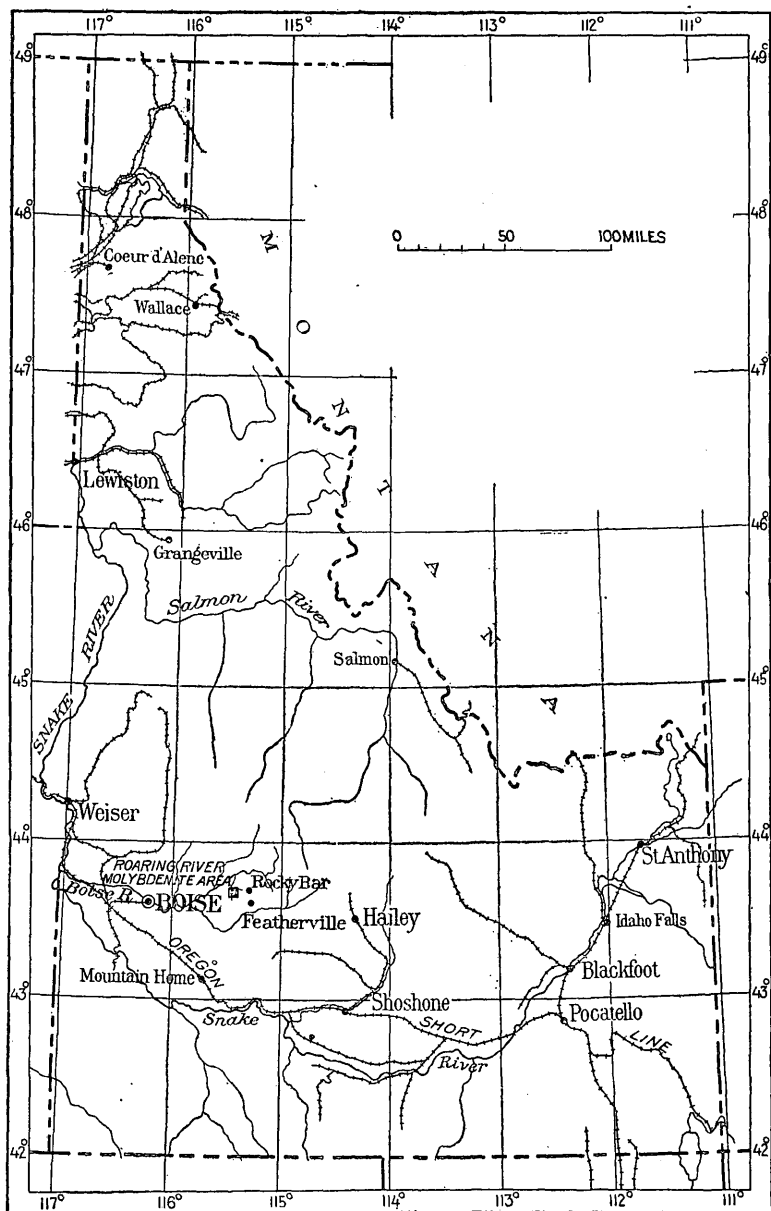 117° 116° 115° 114° 113° 112° 111°
49° 49°
48° 48°
0 50 100 MILES
MONTANA
Coeur d'Alene
Wallace
47° 47°
Lewiston
46° 46°
Grangeville
Salmon River
SNAKE RIVER
Salmon
45° 45°
Weiser
44° 44°
St Anthony
ROARING RIVER
MOLYBDENITE AREA
Rocky Bar
Boise R.
BOISE
Featherville
Hailey
Idaho Falls
OREGON
Mountain Home
Blackfoot
43° 43°
Snake
Shoshone
SHORT
Pocatello
LINE
River
42° 42°
117° 116° 115° 114° 113° 112° 111°